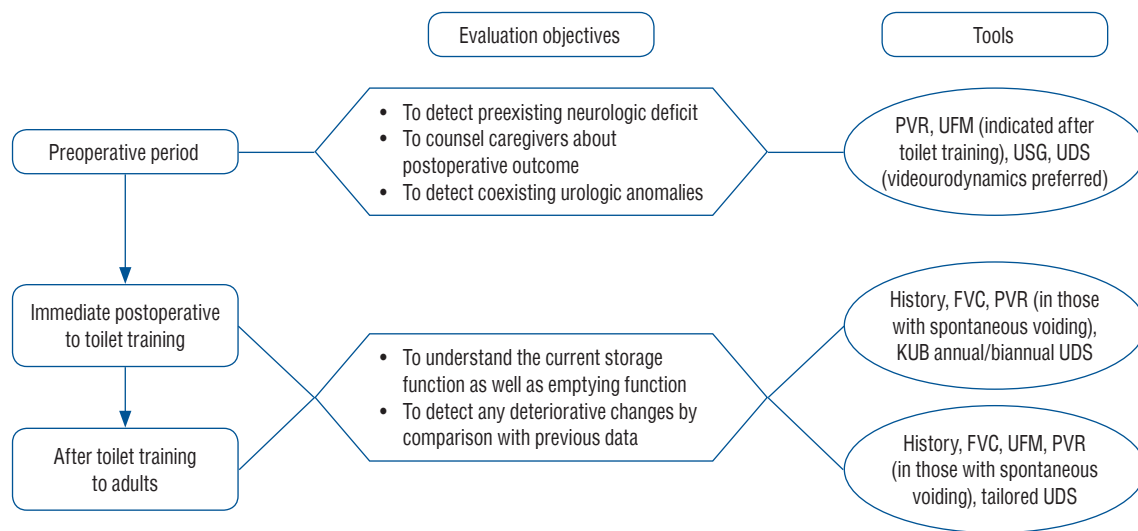 Evaluation objectives
Tools
Preoperative period
• To detect preexisting neurologic deficit
• To counsel caregivers about
postoperative outcome
• To detect coexisting urologic anomalies
PVR, UFM (indicated after
toilet training), USG, UDS
(videourodynamics preferred)
Immediate postoperative
to toilet training
After toilet training
to adults
• To understand the current storage
function as well as emptying function
• To detect any deteriorative changes by
comparison with previous data
History, FVC, PVR (in those
with spontaneous voiding),
KUB annual/biannual UDS
History, FVC, UFM, PVR
(in those with spontaneous
voiding), tailored UDS